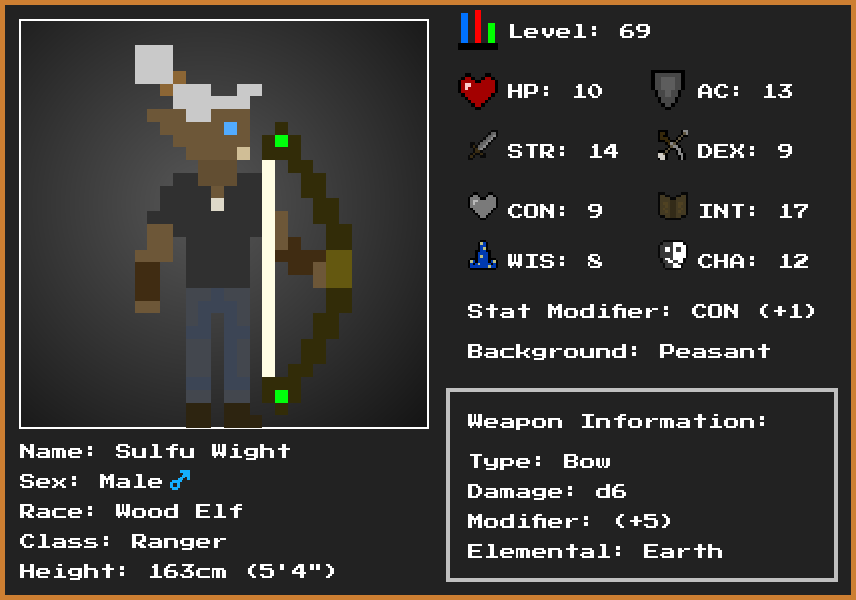 Level: 69
HP: 10
AC: 13
STR: 14
DEX: 9
CON: 9
INT: 17
WIS: 8
CHA: 12
Stat Modifier: CON (+1)
Background: Peasant
Weapon Information:
Type: Bow
Damage: d6
Modifier: (+5)
Elemental: Earth
Name: Sulfu Wight
Sex: Male ♂
Race: Wood Elf
Class: Ranger
Height: 163cm (5'4")